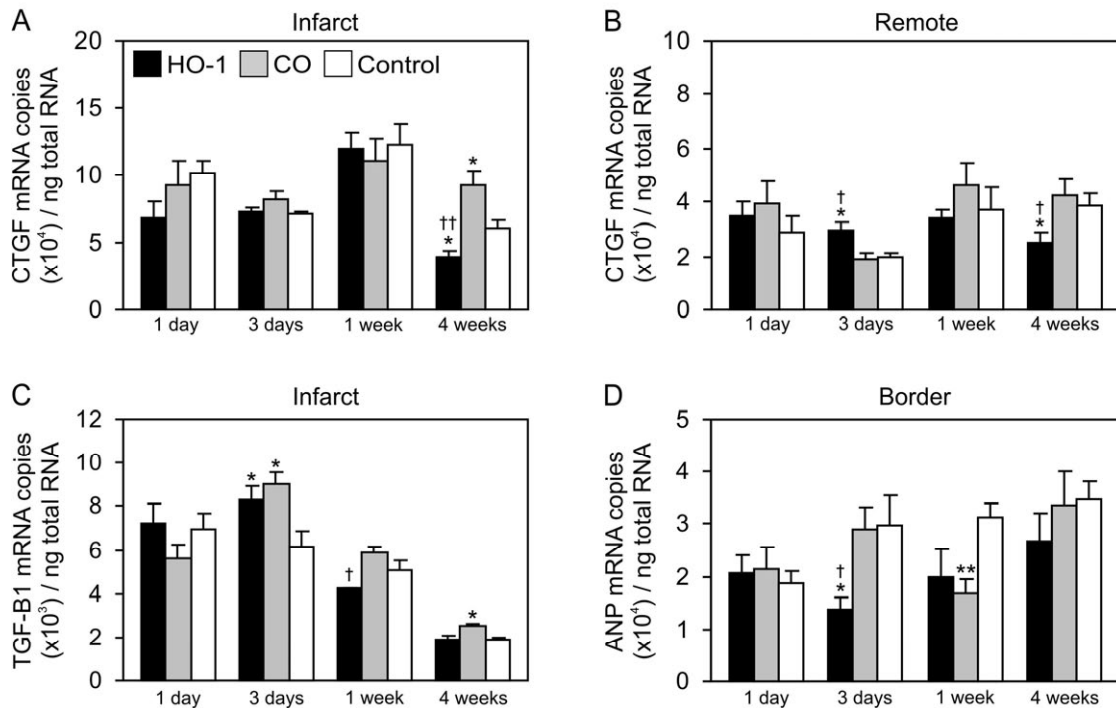 A
Infarct
CTGF mRNA copies
(x10⁴) / ng total RNA
20
15
10
5
0
HO-1 CO Control
††
*
*
1 day 3 days 1 week 4 weeks
B
Remote
CTGF mRNA copies
(x10⁴) / ng total RNA
10
8
6
4
2
0
†
*
†
*
1 day 3 days 1 week 4 weeks
C
Infarct
TGF-B1 mRNA copies
(x10³) / ng total RNA
12
10
8
6
4
2
0
* *
†
*
1 day 3 days 1 week 4 weeks
D
Border
ANP mRNA copies
(x10⁴) / ng total RNA
5
4
3
2
1
0
†
*
**
1 day 3 days 1 week 4 weeks